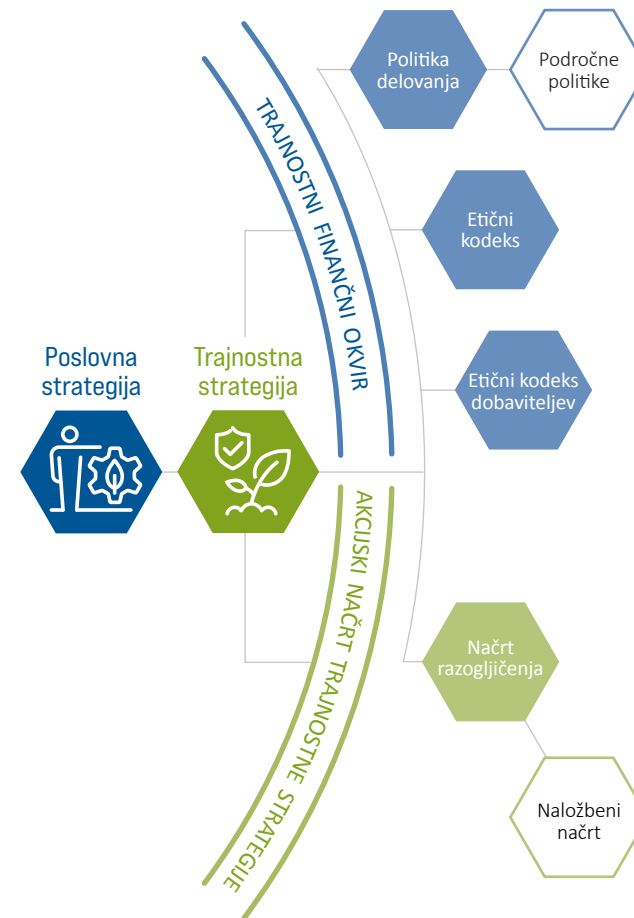 Politika
delovanja
Področne
politike
TRAJNOSTNI FINANČNI OKVIR
Etični
kodeks
Poslovna
strategija
Trajnostna
strategija
Etični kodeks
dobaviteljev
AKCIJSKI NAČRT TRAJNOSTNE STRATEGIJE
Načrt
razogljičenja
Naložbeni
načrt